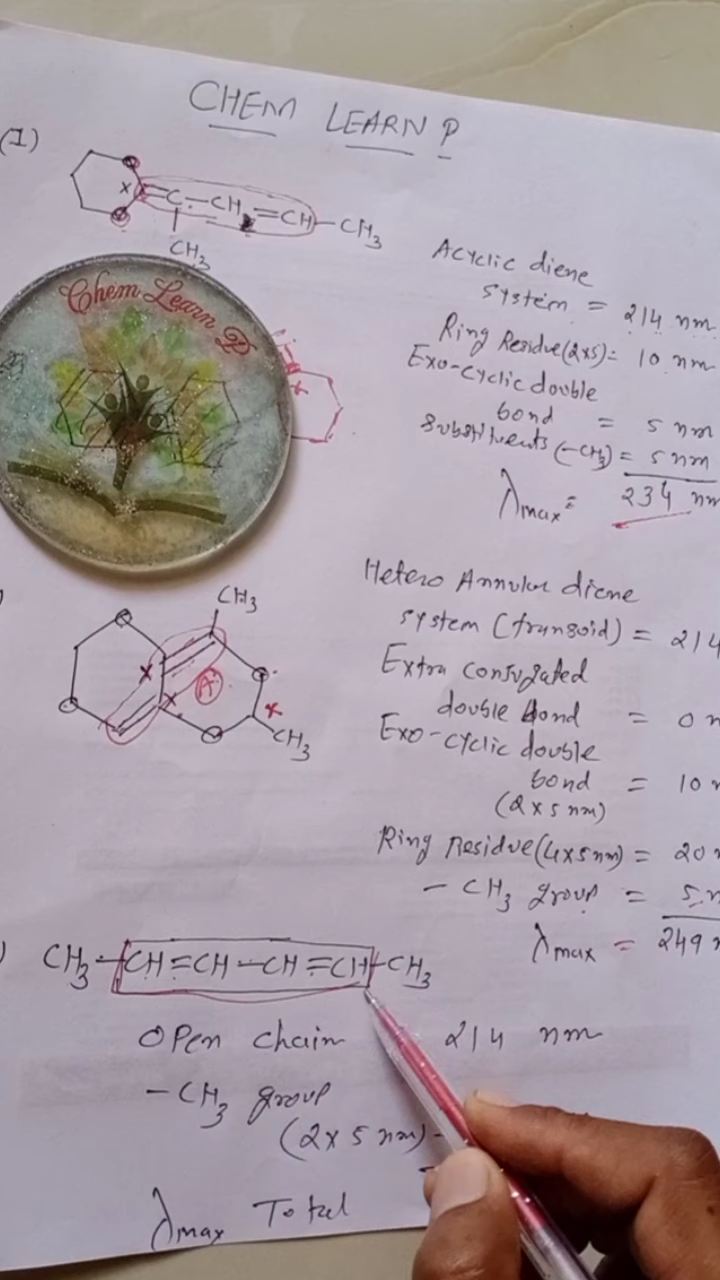 CHEM LEARN P
(1)
=C-CH=CH-CH3
CH3
x
Acyclic diene
system = 214 nm
Ring Residue (2x5)= 10 nm
Exo-cyclic double
bond = 5 nm
Substituents (-CH3) = 5 nm
λmax= 234 nm
Chem Learn D
x
CH3
x
A
x
x
CH3
Hetero Annular diene
system (transoid) = 214
Extra conjugated
double bond = 0 n
Exo-cyclic double
bond = 10
(2x5 nm)
Ring Residue (4x5nm) = 20
- CH3 group = 5 n
λmax = 249
CH3-CH=CH-CH=CH-CH3
Open chain 214 nm
-CH3 group
(2x5 nm)
λmax Total